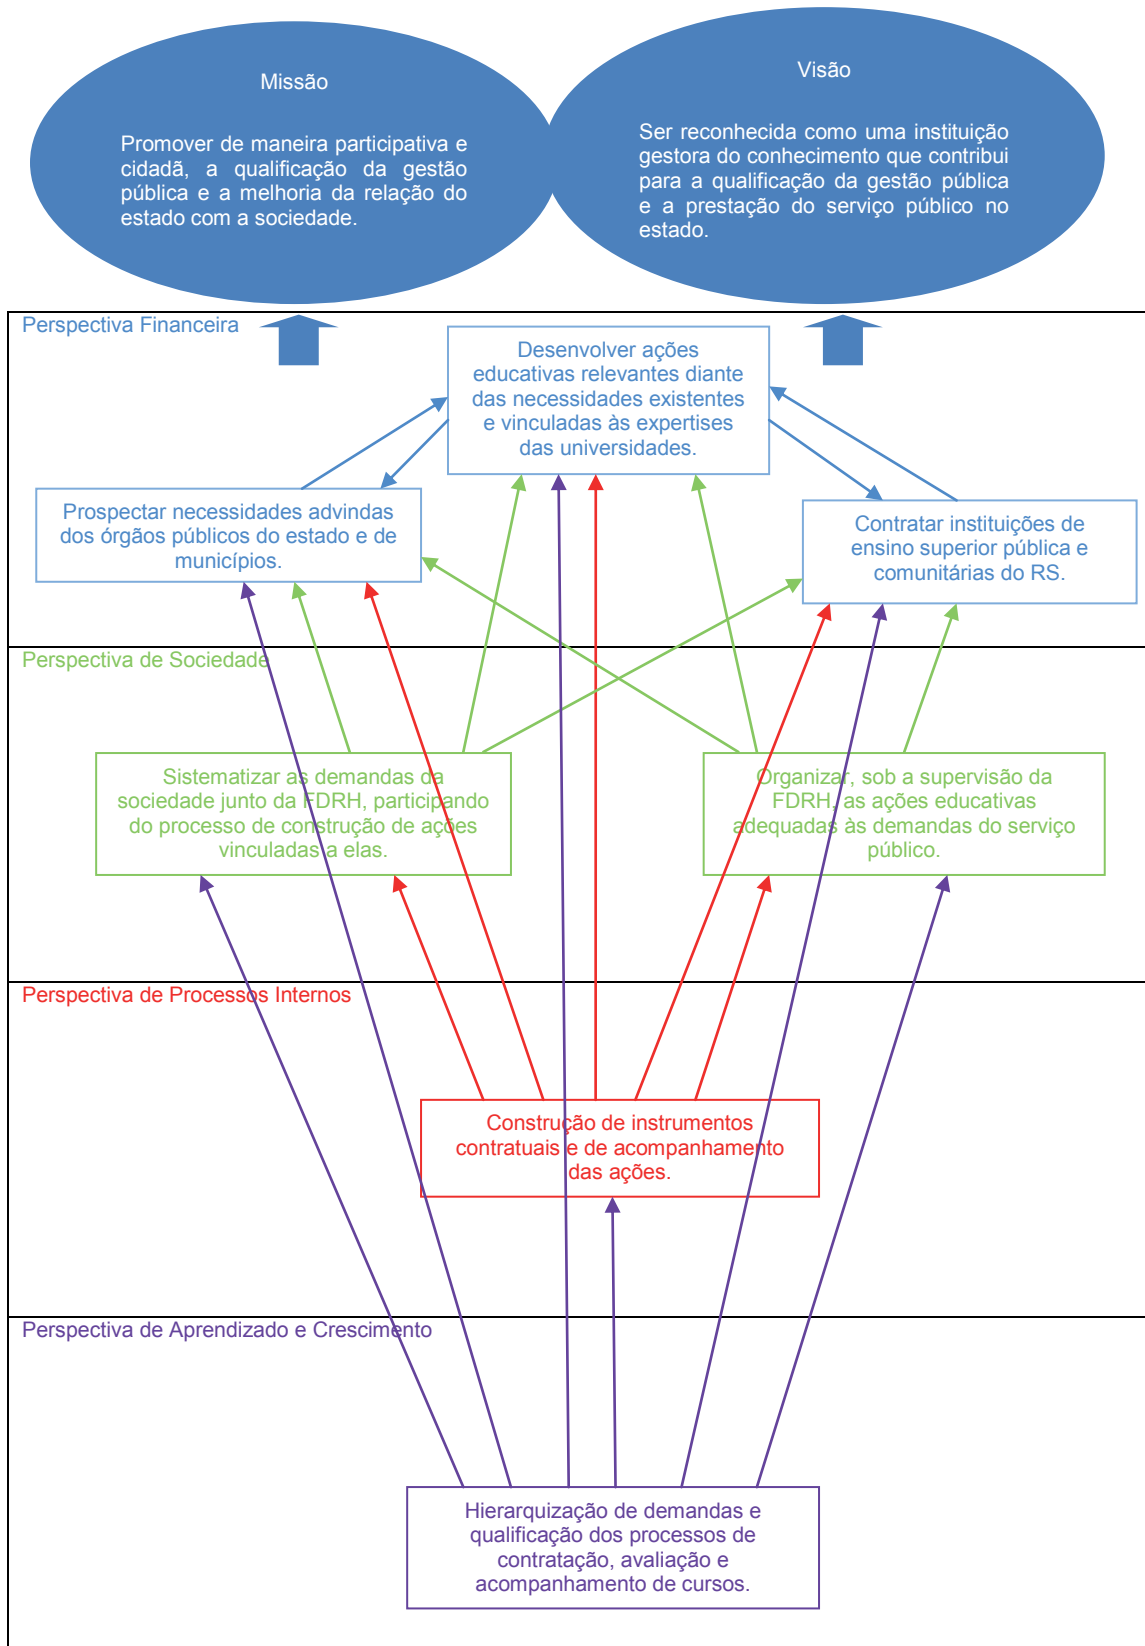 Missão
Promover de maneira participativa e
cidadã, a qualificação da gestão
pública e a melhoria da relação do
estado com a sociedade.
Visão
Ser reconhecida como uma instituição
gestora do conhecimento que contribui
para a qualificação da gestão pública
e a prestação do serviço público no
estado.
Perspectiva Financeira
Desenvolver ações
educativas relevantes diante
das necessidades existentes
e vinculadas às expertises
das universidades.
Prospectar necessidades advindas
dos órgãos públicos do estado e de
municípios.
Contratar instituições de
ensino superior pública e
comunitárias do RS.
Perspectiva de Sociedade
Sistematizar as demandas da
sociedade junto da FDRH, participando
do processo de construção de ações
vinculadas a elas.
Organizar, sob a supervisão da
FDRH, as ações educativas
adequadas às demandas do serviço
público.
Perspectiva de Processos Internos
Construção de instrumentos
contratuais e de acompanhamento
das ações.
Perspectiva de Aprendizado e Crescimento
Hierarquização de demandas e
qualificação dos processos de
contratação, avaliação e
acompanhamento de cursos.